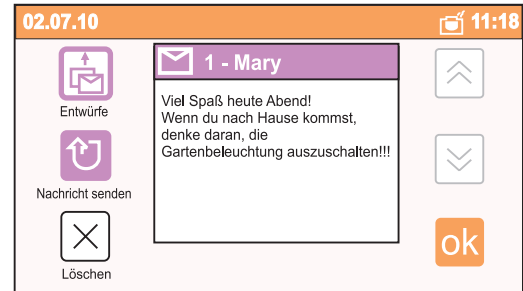 02.07.10
11:18
1 - Mary
Viel Spaß heute Abend!
Wenn du nach Hause kommst,
denke daran, die
Gartenbeleuchtung auszuschalten!!!
Entwürfe
Nachricht senden
Löschen
ok